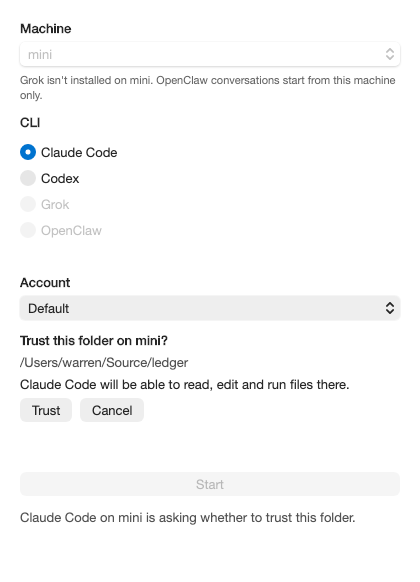 Machine
mini
Grok isn't installed on mini. OpenClaw conversations start from this machine
only.
CLI
Claude Code
Codex
Grok
OpenClaw
Account
Default
Trust this folder on mini?
/Users/warren/Source/ledger
Claude Code will be able to read, edit and run files there.
Trust Cancel
Start
Claude Code on mini is asking whether to trust this folder.